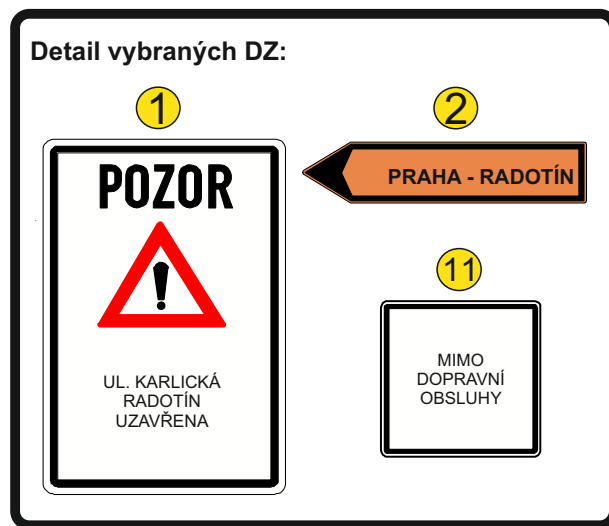 Detail vybraných DZ:
1
POZOR
!
UL. KARLICKÁ
RADOTÍN
UZAVŘENA
2
PRAHA - RADOTÍN
11
MIMO
DOPRAVNÍ
OBSLUHY